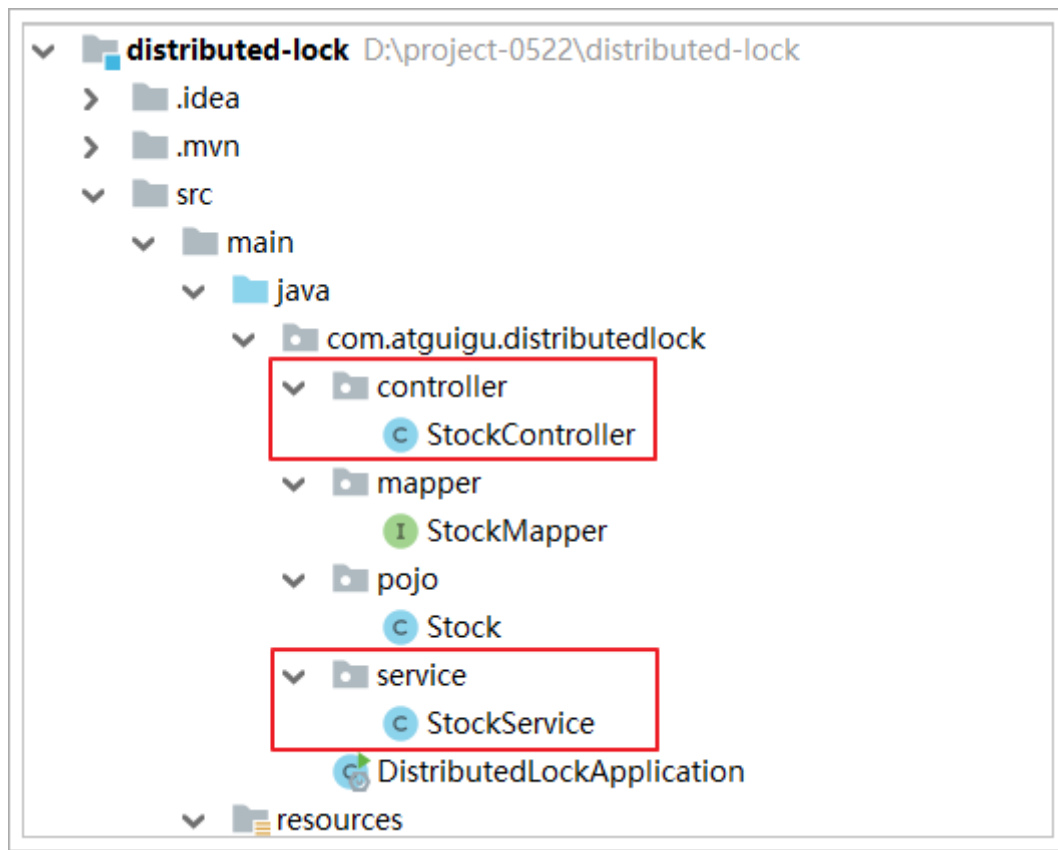 distributed-lock D:\project-0522\distributed-lock
.idea
.mvn
src
main
java
com.atguigu.distributedlock
controller
C StockController
mapper
I StockMapper
pojo
C Stock
service
C StockService
DistributedLockApplication
resources